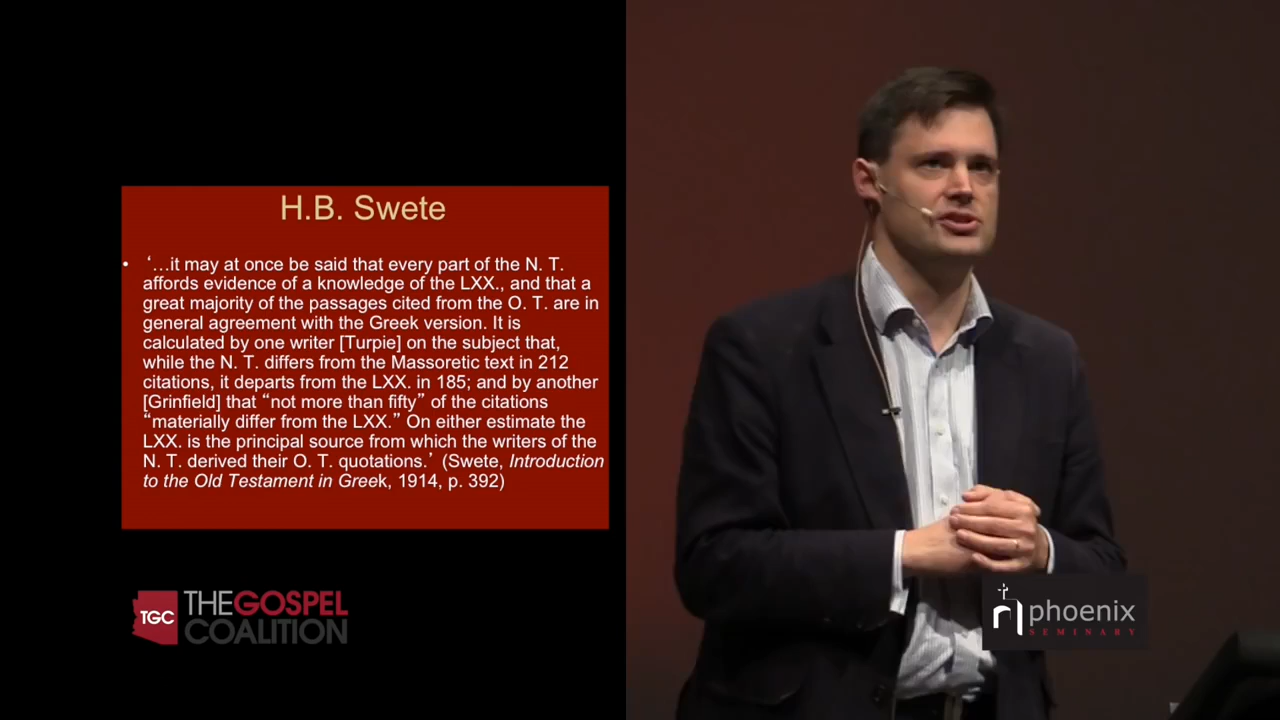 H.B. Swete
• ‘…it may at once be said that every part of the N. T.
affords evidence of a knowledge of the LXX., and that a
great majority of the passages cited from the O. T. are in
general agreement with the Greek version. It is
calculated by one writer [Turpie] on the subject that,
while the N. T. differs from the Massoretic text in 212
citations, it departs from the LXX. in 185; and by another
[Grinfield] that “not more than fifty” of the citations
“materially differ from the LXX.” On either estimate the
LXX. is the principal source from which the writers of the
N. T. derived their O. T. quotations.’ (Swete, Introduction
to the Old Testament in Greek, 1914, p. 392)
TGC
THEGOSPEL
COALITION
phoenix
SEMINARY